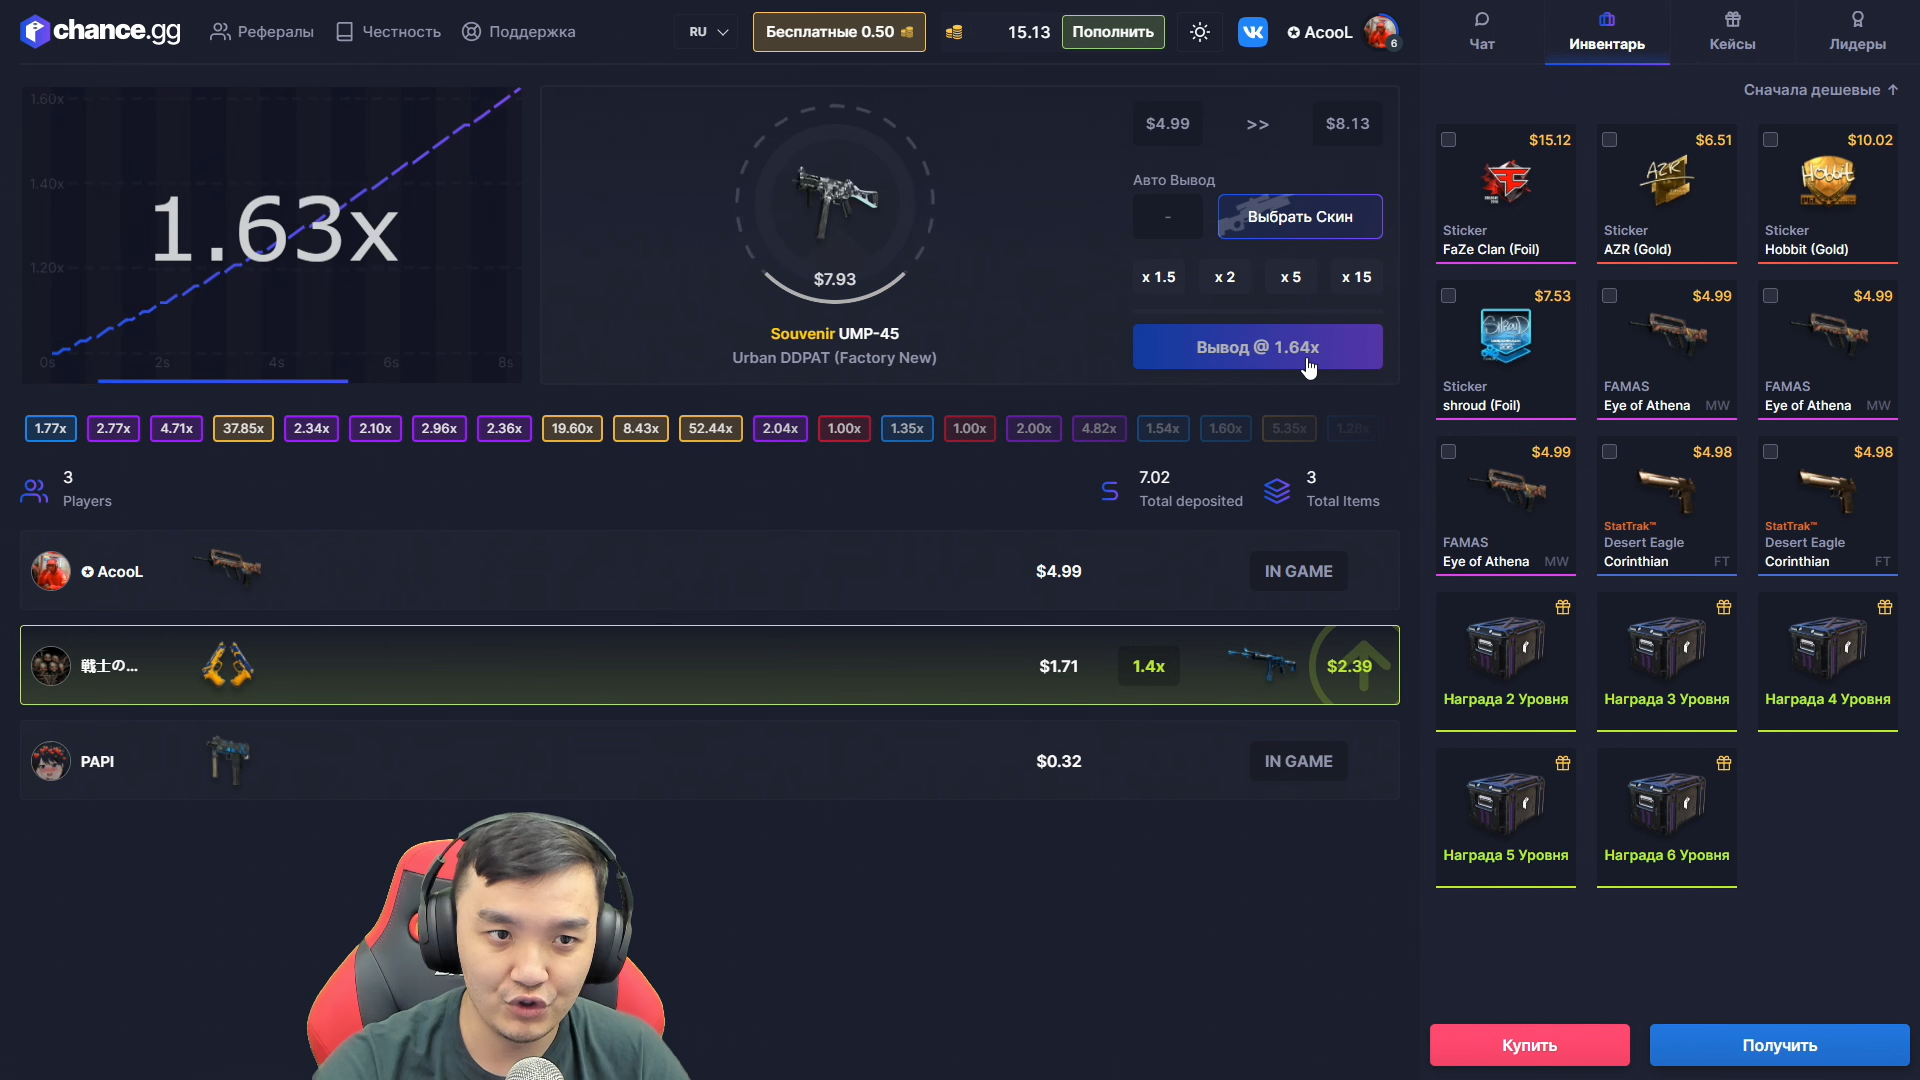 chance.gg
Рефералы
Честность
Поддержка
RU
Бесплатные 0.50
15.13
Пополнить
AcooL
6
Чат
Инвентарь
Кейсы
Лидеры
Сначала дешевые
1.60x
1.40x
1.20x
1.63x
0s
2s
4s
6s
8s
$7.93
Souvenir UMP-45
Urban DDPAT (Factory New)
$4.99
>>
$8.13
Авто Вывод
-
Выбрать Скин
x 1.5
x 2
x 5
x 15
Вывод @ 1.64x
1.77x
2.77x
4.71x
37.85x
2.34x
2.10x
2.96x
2.36x
19.60x
8.43x
52.44x
2.04x
1.00x
1.35x
1.00x
2.00x
4.82x
1.54x
1.60x
5.35x
3
Players
7.02
Total deposited
3
Total Items
AcooL
$4.99
IN GAME
戦士の...
$1.71
1.4x
$2.39
PAPI
$0.32
IN GAME
$15.12
Sticker
FaZe Clan (Foil)
$6.51
Sticker
AZR (Gold)
$10.02
Sticker
Hobbit (Gold)
$7.53
Sticker
shroud (Foil)
$4.99
FAMAS
Eye of Athena MW
$4.99
FAMAS
Eye of Athena MW
$4.99
FAMAS
Eye of Athena MW
$4.98
StatTrak™
Desert Eagle
Corinthian FT
$4.98
StatTrak™
Desert Eagle
Corinthian FT
Награда 2 Уровня
Награда 3 Уровня
Награда 4 Уровня
Награда 5 Уровня
Награда 6 Уровня
Купить
Получить